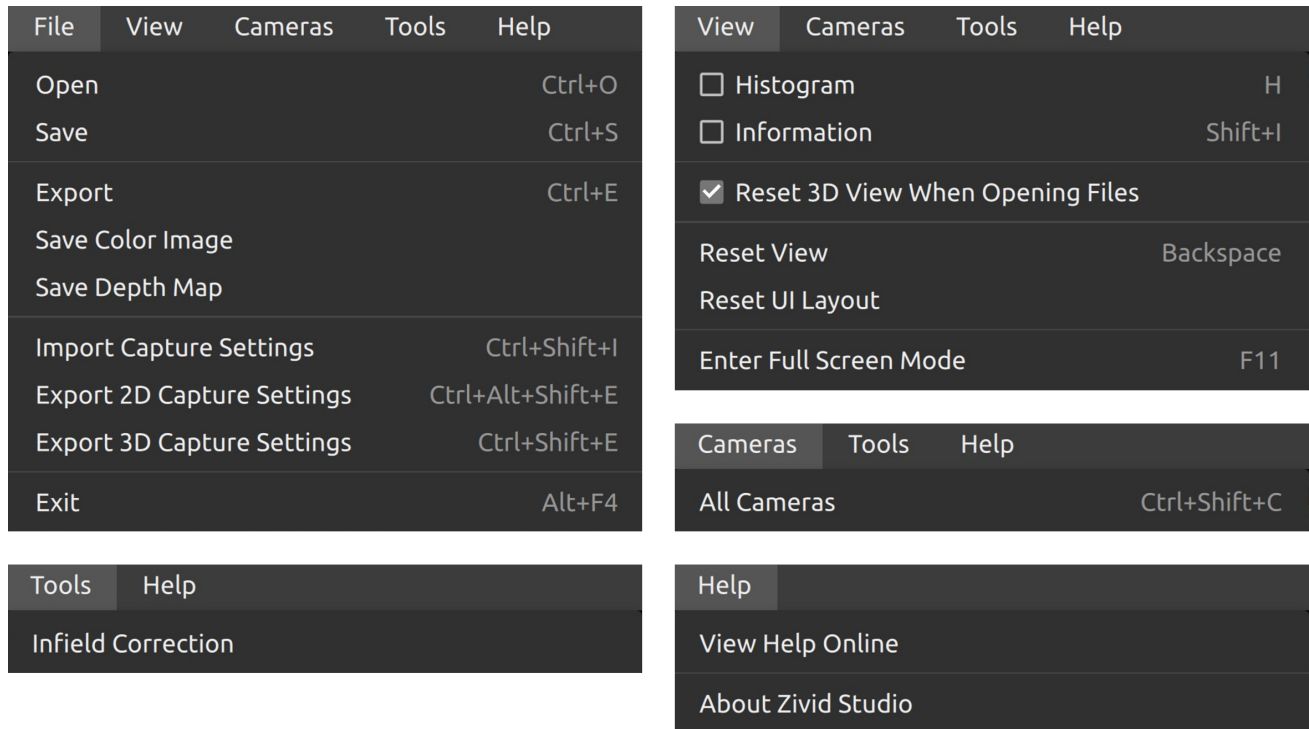 File View Cameras Tools Help
Open Ctrl+O
Save Ctrl+S
Export Ctrl+E
Save Color Image
Save Depth Map
Import Capture Settings Ctrl+Shift+I
Export 2D Capture Settings Ctrl+Alt+Shift+E
Export 3D Capture Settings Ctrl+Shift+E
Exit Alt+F4
View Cameras Tools Help
Histogram H
Information Shift+I
Reset 3D View When Opening Files
Reset View Backspace
Reset UI Layout
Enter Full Screen Mode F11
Cameras Tools Help
All Cameras Ctrl+Shift+C
Tools Help
Infield Correction
Help
View Help Online
About Zivid Studio